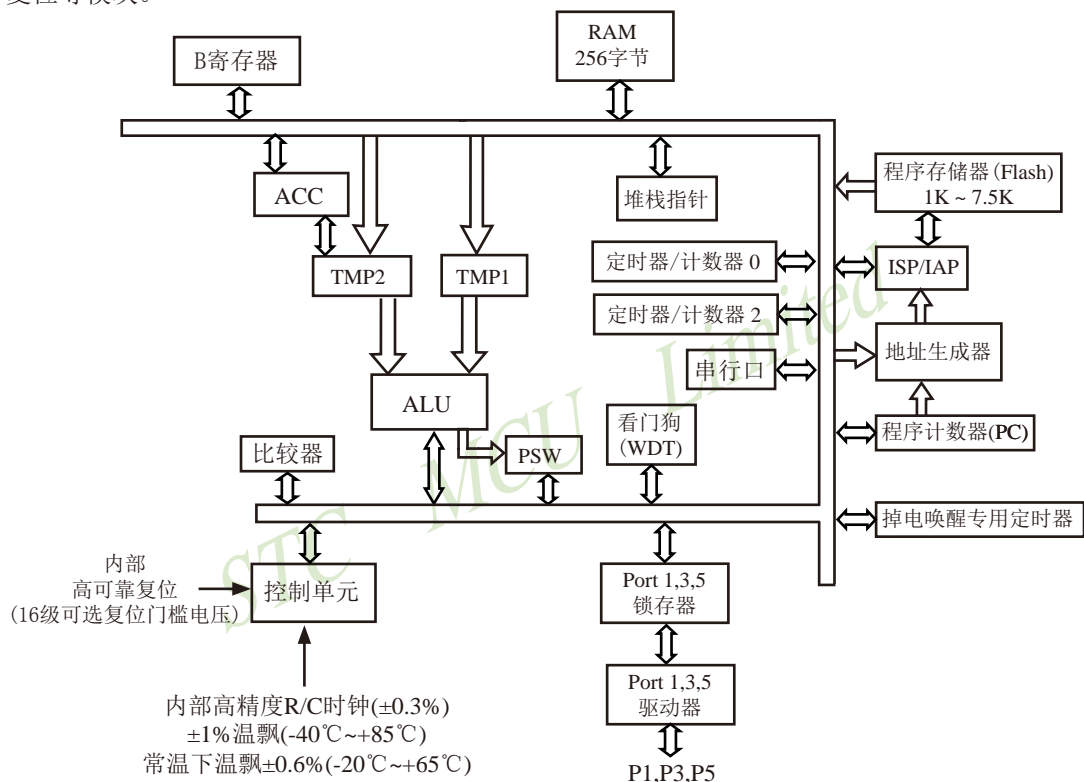 复位等模块。
B寄存器
RAM
256字节
ACC
堆栈指针
程序存储器(Flash)
1K ~ 7.5K
TMP2
TMP1
定时器/计数器 0
ISP/IAP
定时器/计数器 2
地址生成器
串行口
ALU
看门狗
(WDT)
程序计数器(PC)
比较器
PSW
掉电唤醒专用定时器
内部
高可靠复位
(16级可选复位门槛电压)
控制单元
Port 1,3,5
锁存器
内部高精度R/C时钟(±0.3%)
±1%温飘(-40℃~+85℃)
常温下温飘±0.6%(-20℃~+65℃)
Port 1,3,5
驱动器
P1,P3,P5
STC MCU Limited